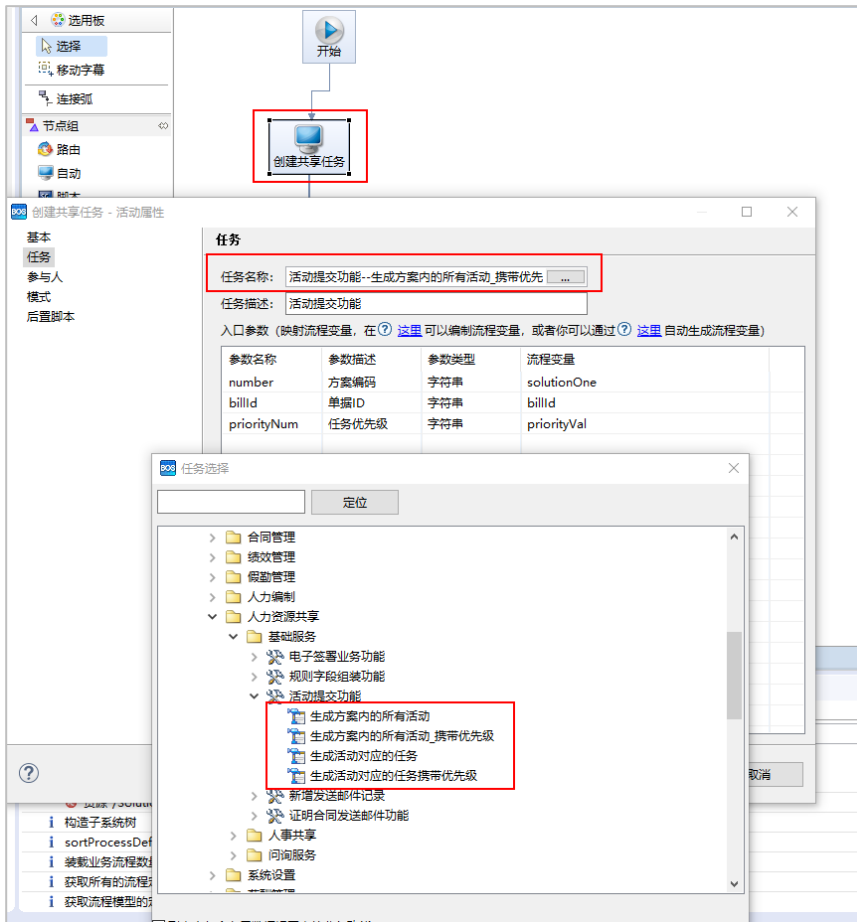 选用板
选择
移动字幕
连接弧
节点组
路由
自动
开始
创建共享任务
BOS 创建共享任务 - 活动属性
基本
任务
参与人
模式
后置脚本
任务
任务名称： 活动提交功能--生成方案内的所有活动_携带优先 ...
任务描述： 活动提交功能
入口参数（映射流程变量，在 ? 这里 可以编制流程变量，或者你可以通过 ? 这里 自动生成流程变量）
参数名称 参数描述 参数类型 流程变量
number 方案编码 字符串 solutionOne
billId 单据ID 字符串 billId
priorityNum 任务优先级 字符串 priorityVal
BOS 任务选择
定位
合同管理
绩效管理
假勤管理
人力编制
人力资源共享
基础服务
电子签署业务功能
规则字段组装功能
活动提交功能
生成方案内的所有活动
生成方案内的所有活动_携带优先级
生成活动对应的任务
生成活动对应的任务携带优先级
新增发送邮件记录
证明合同发送邮件功能
人事共享
问询服务
系统设置
取消
构造子系统树
sortProcessDef
装载业务流程数
获取所有的流程
获取流程模型的